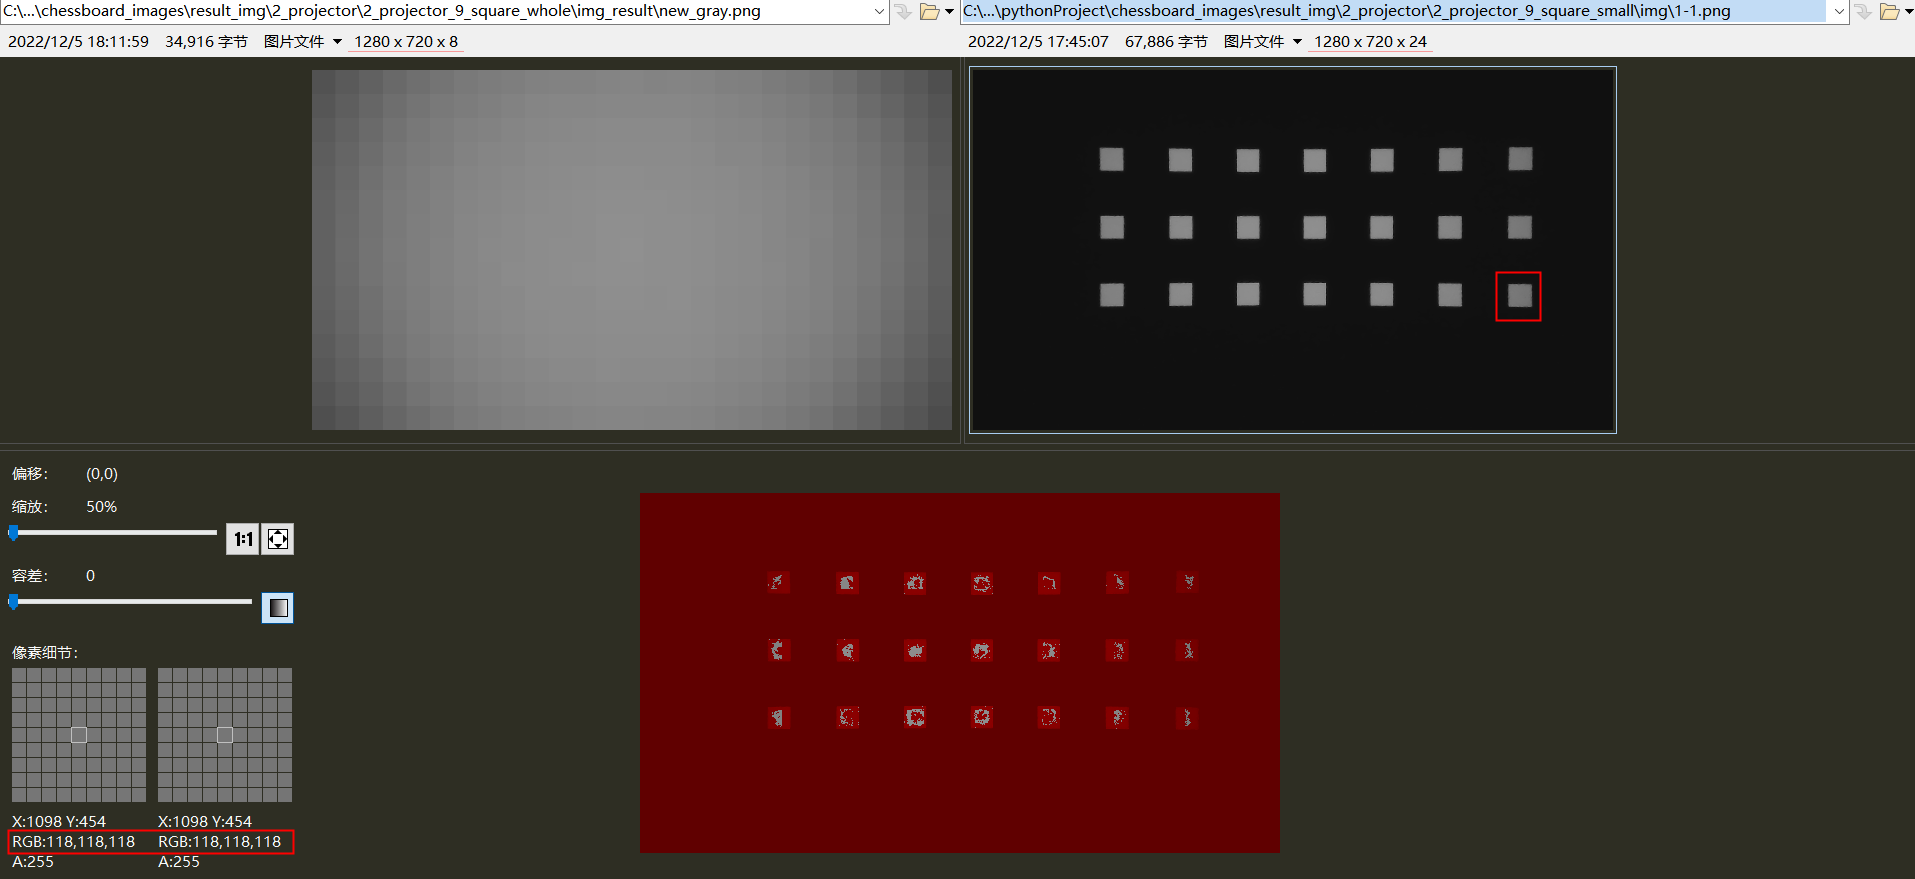 C:\...\chessboard_images\result_img\2_projector\2_projector_9_square_whole\img_result\new_gray.png
C:\...\pythonProject\chessboard_images\result_img\2_projector\2_projector_9_square_small\img\1-1.png
2022/12/5 18:11:59 34,916 字节 图片文件 1280 x 720 x 8
2022/12/5 17:45:07 67,886 字节 图片文件 1280 x 720 x 24
偏移: (0,0)
缩放: 50%
1:1
容差: 0
像素细节:
X:1098 Y:454 X:1098 Y:454
RGB:118,118,118 RGB:118,118,118
A:255 A:255